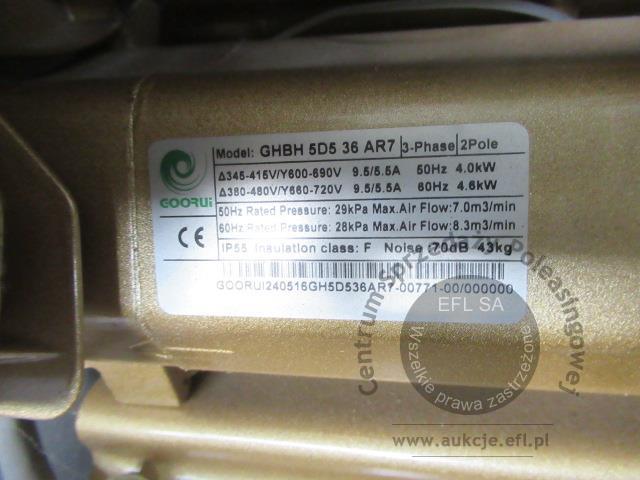 GOORUi
Model: GHBH 5D5 36 AR7 3-Phase 2Pole
Δ345-415V/Y600-690V 9.5/5.5A 50Hz 4.0kW
Δ380-480V/Y660-720V 9.5/5.5A 60Hz 4.6kW
50Hz Rated Pressure: 29kPa Max.Air Flow:7.0m3/min
60Hz Rated Pressure: 28kPa Max.Air Flow:8.3m3/min
CE
IP55 Insulation class: F Noise :70dB 43kg
GOORUI240516GH5D536AR7-00771-00/000000
Centrum Sprzedaży Poleasingowej
EFL SA
Wszelkie prawa zastrzeżone
www.aukcje.efl.pl